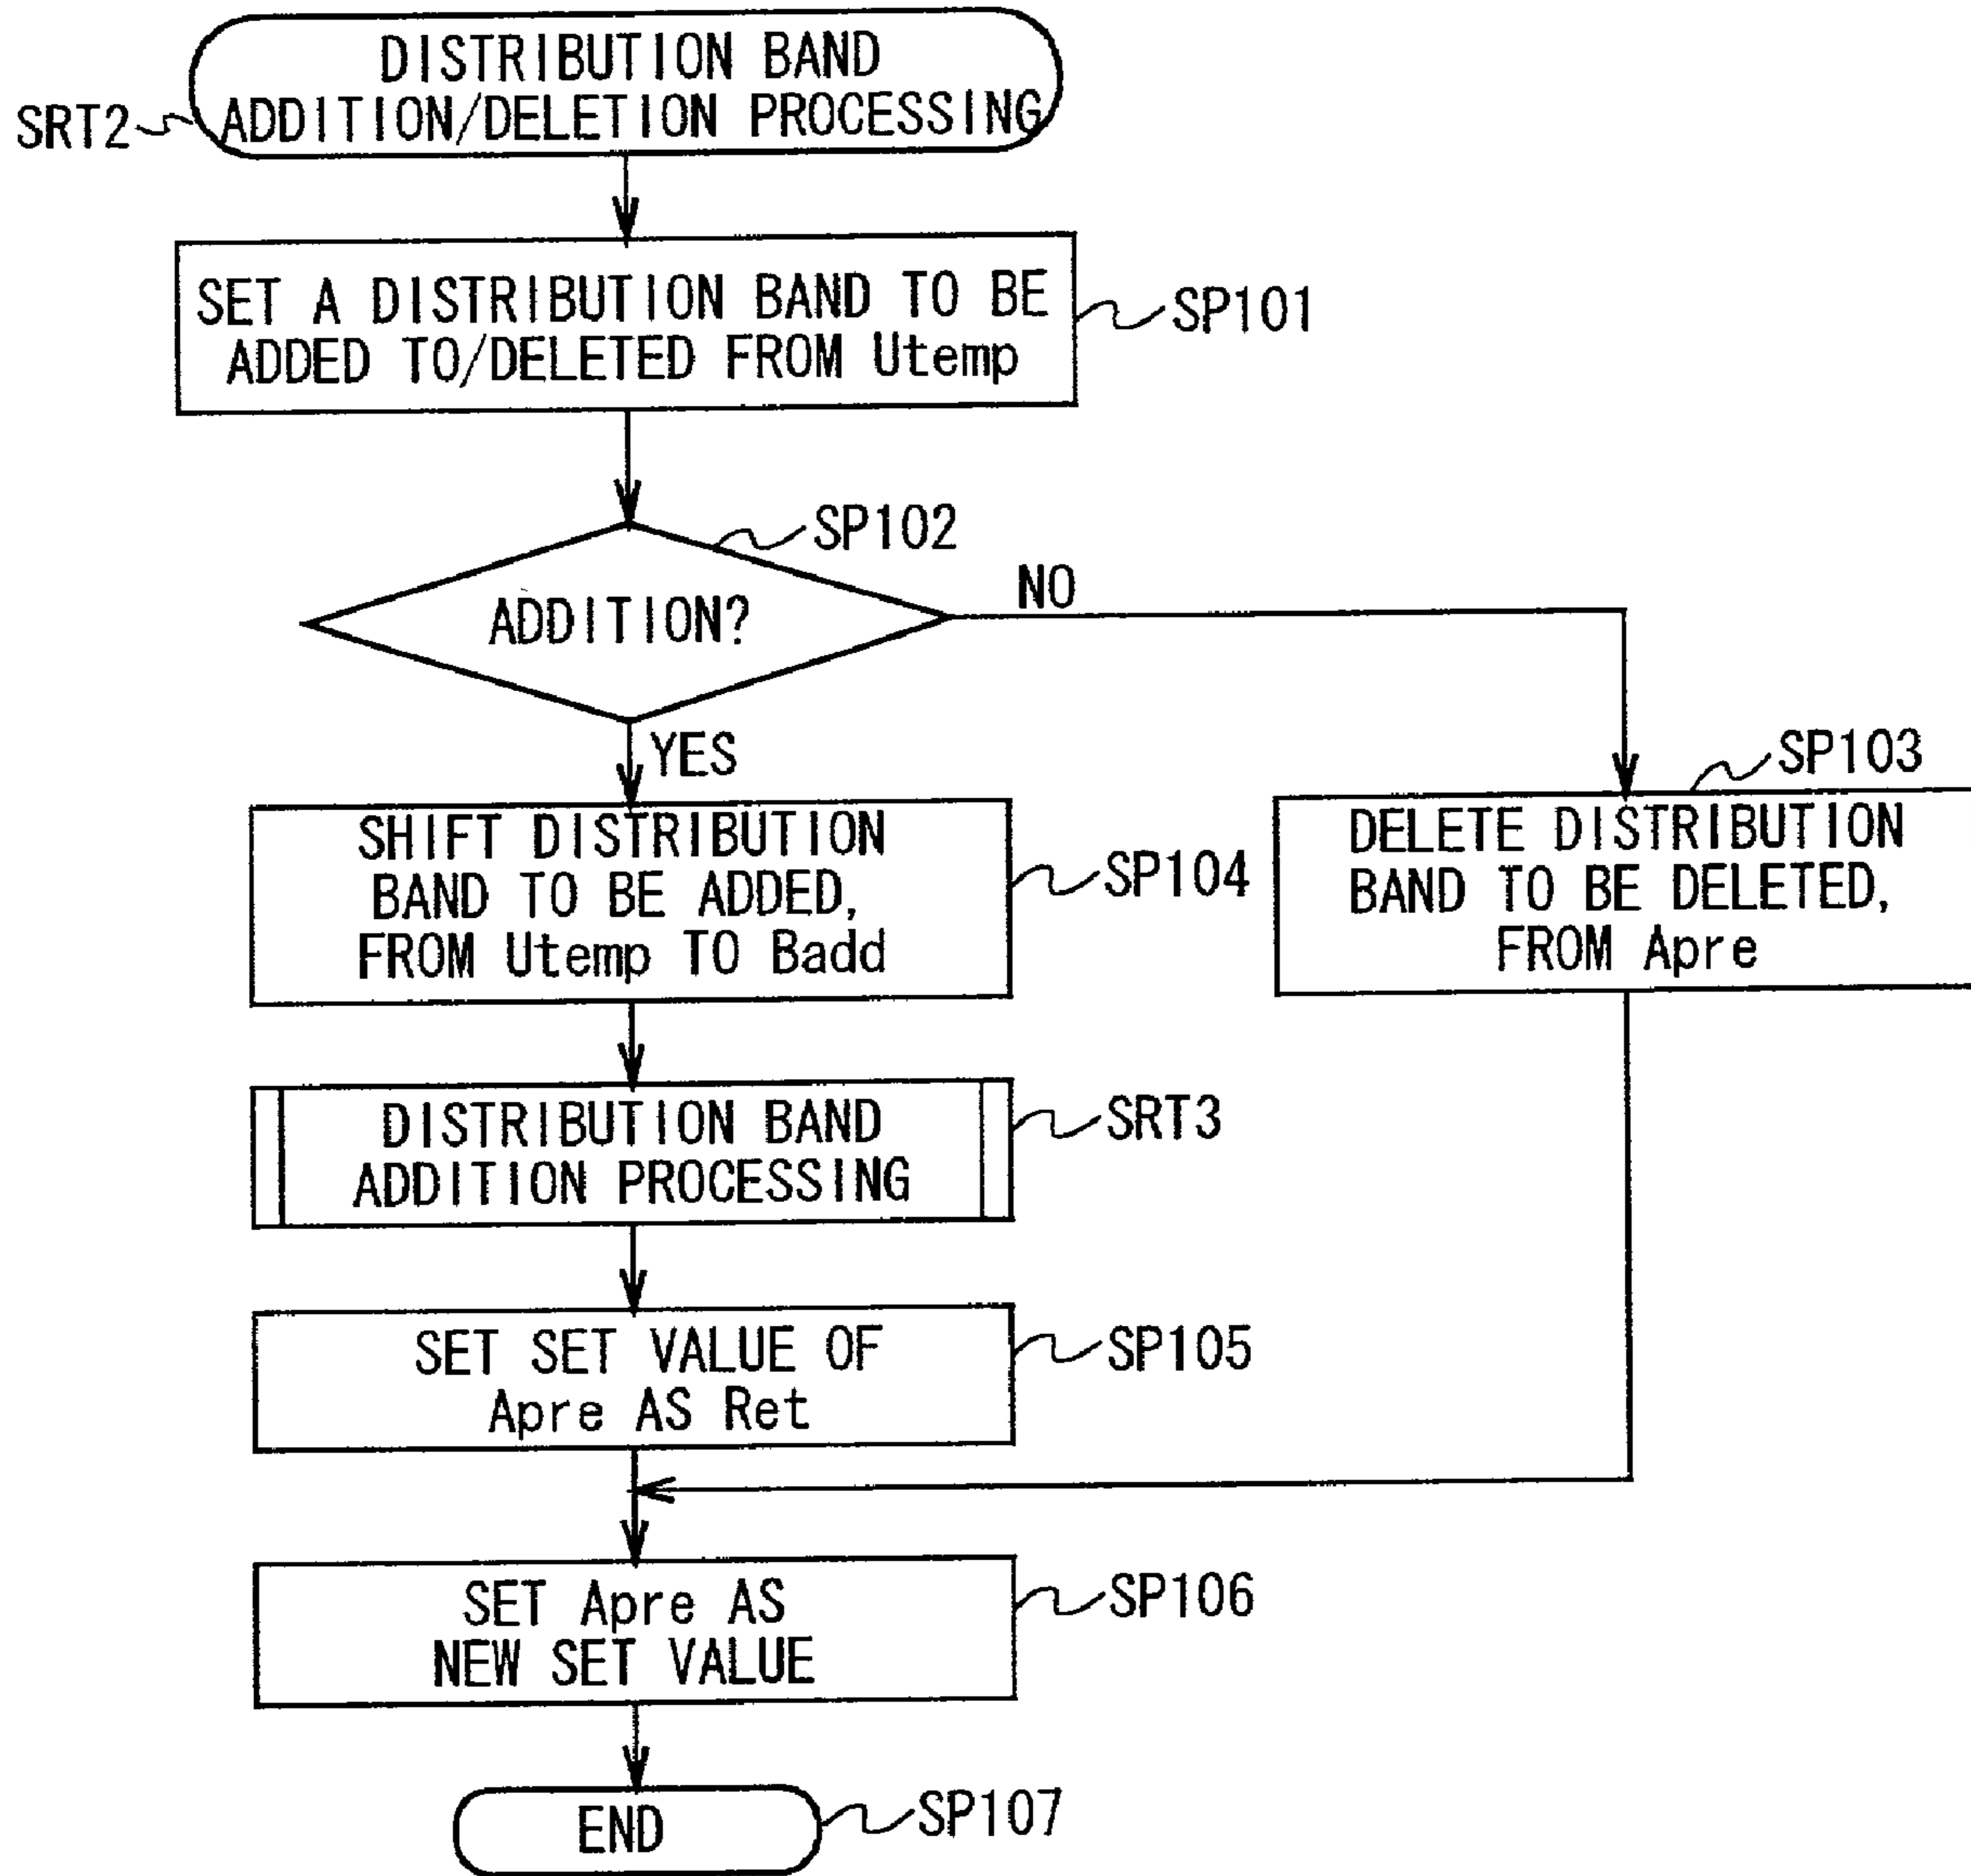 DISTRIBUTION BAND
ADDITION/DELETION PROCESSING
SRT2
SET A DISTRIBUTION BAND TO BE
ADDED TO/DELETED FROM Utemp
SP101
SP102
ADDITION?
NO
YES
SP103
SHIFT DISTRIBUTION
BAND TO BE ADDED,
FROM Utemp TO Badd
SP104
DELETE DISTRIBUTION
BAND TO BE DELETED,
FROM Apre
DISTRIBUTION BAND
ADDITION PROCESSING
SRT3
SET SET VALUE OF
Apre AS Ret
SP105
SET Apre AS
NEW SET VALUE
SP106
END
SP107